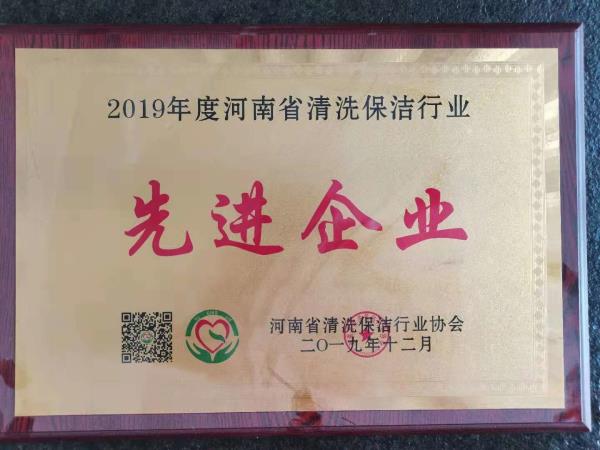 2019年度河南省清洗保洁行业
先进企业
河南省清洗保洁行业协会
二〇一九年十二月